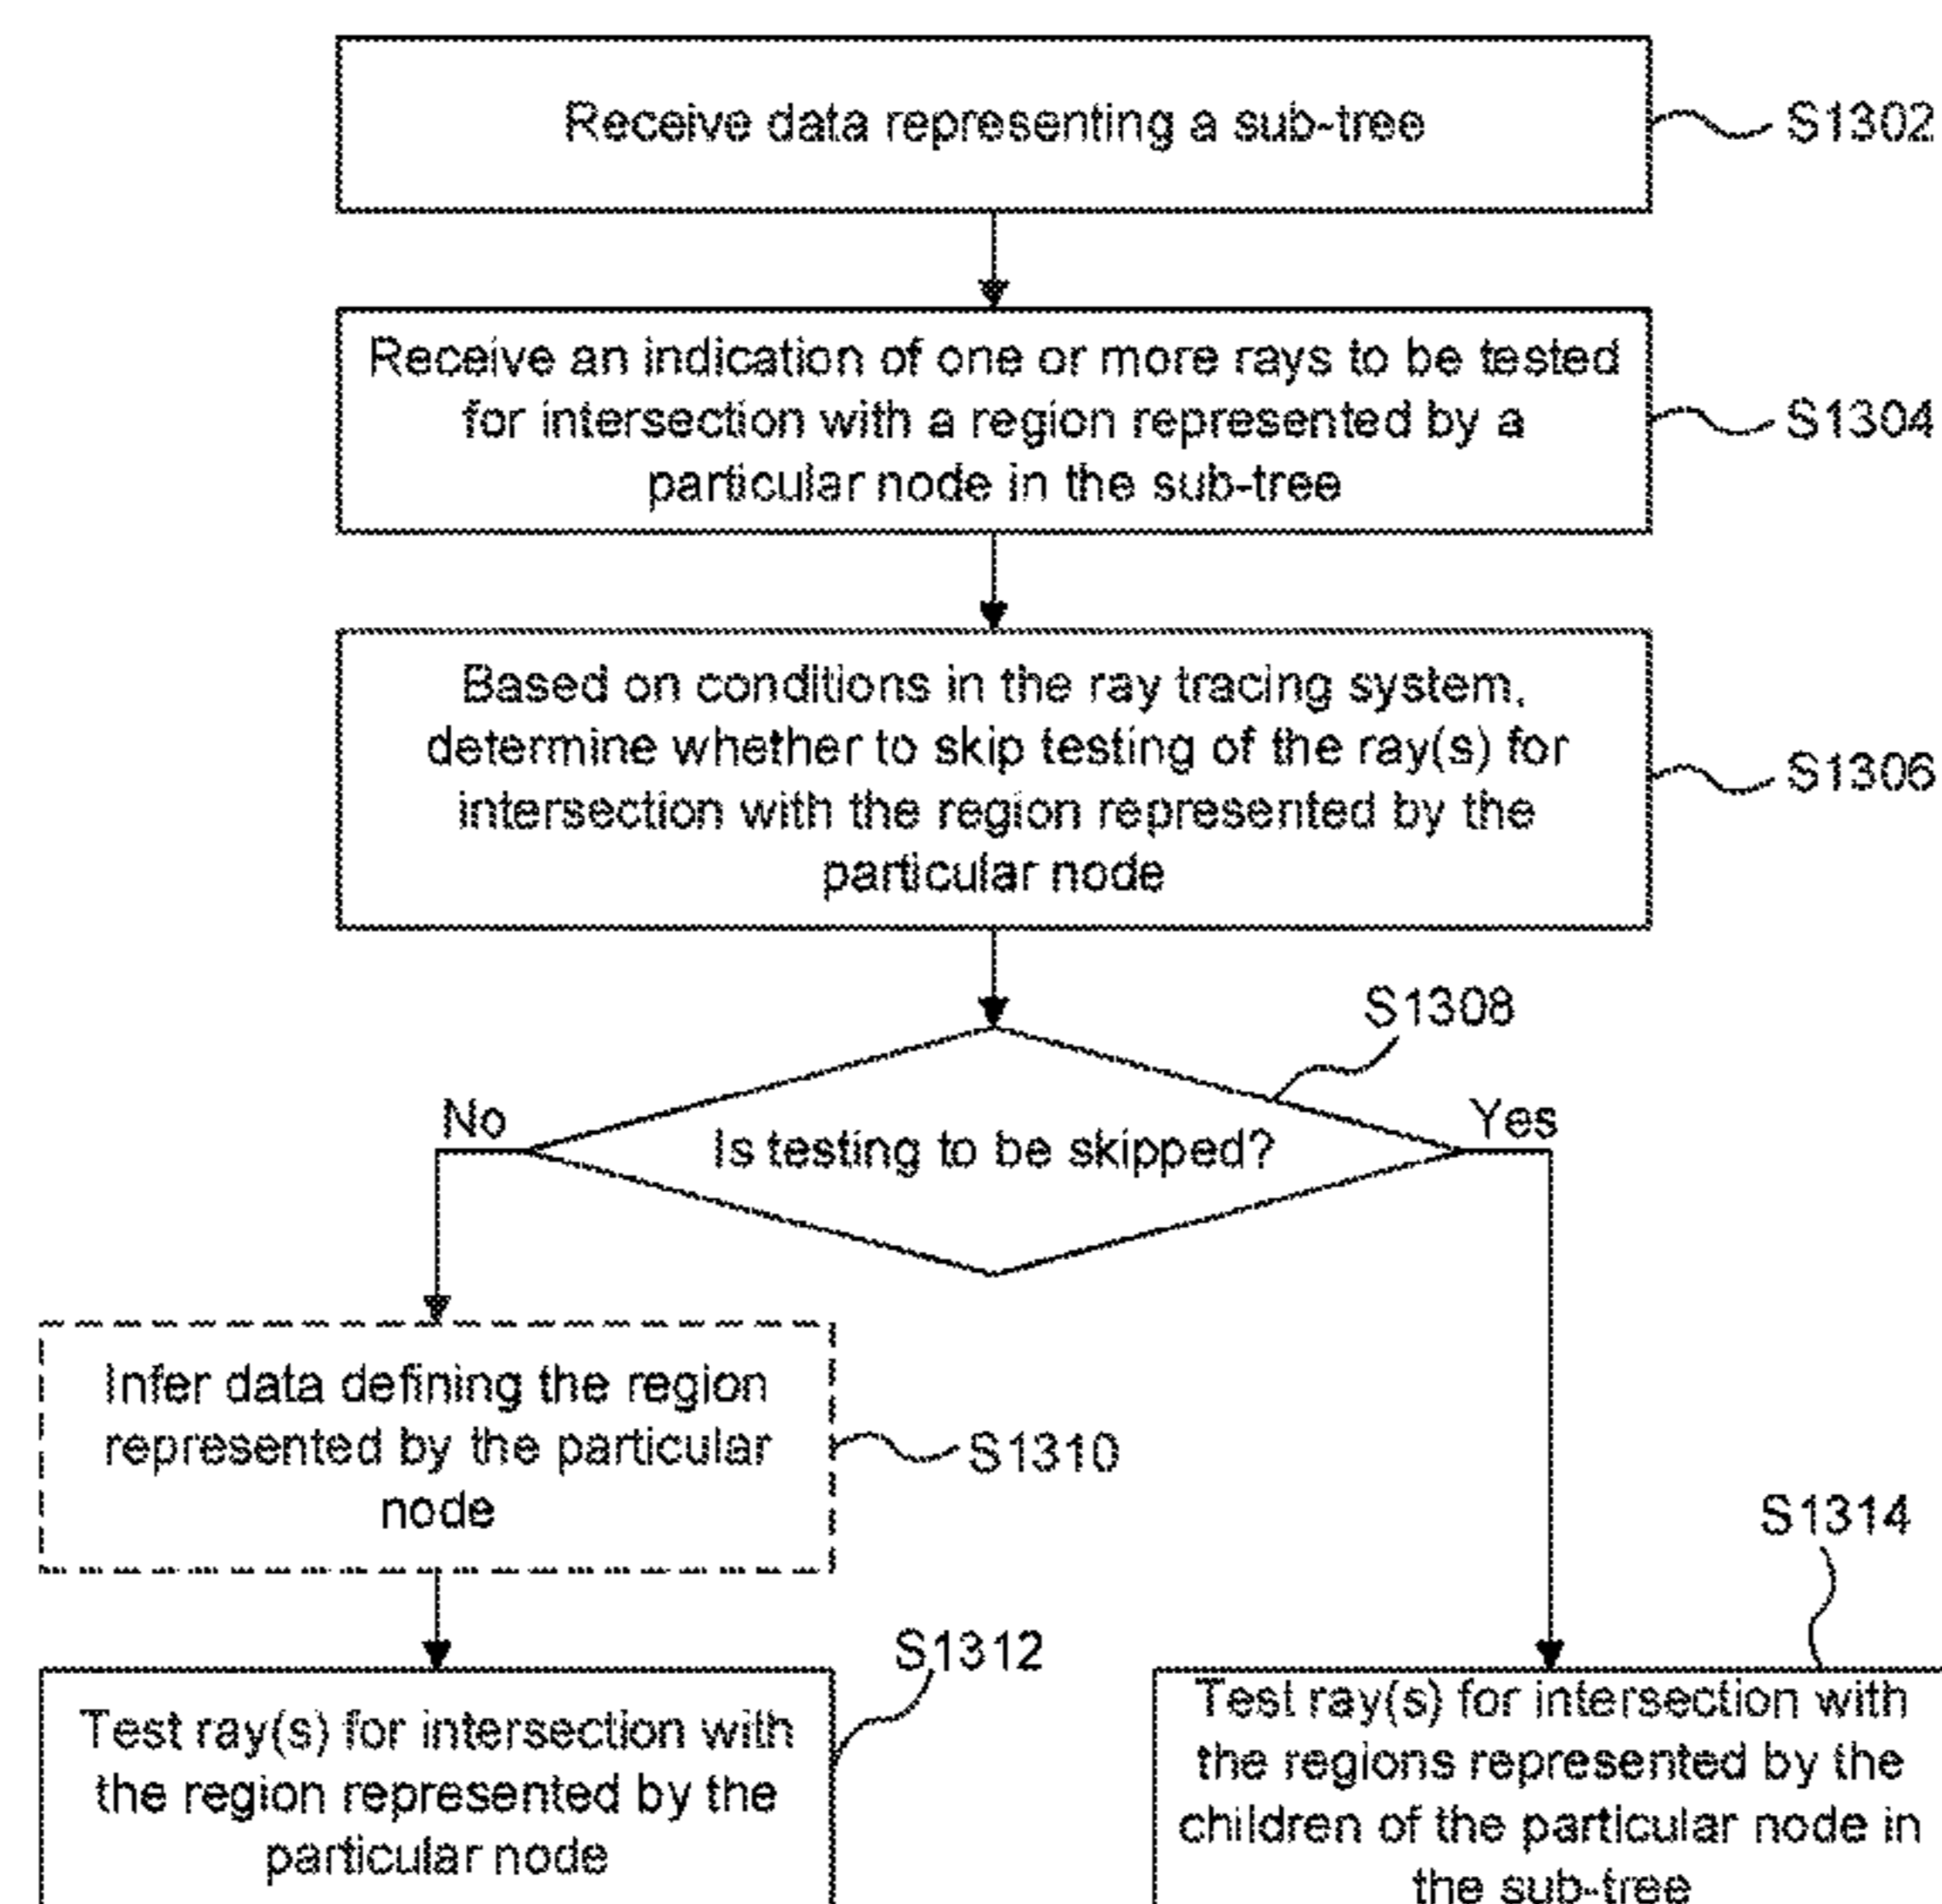 Receive data representing a sub-tree
S1302
Receive an indication of one or more rays to be tested
for intersection with a region represented by a
particular node in the sub-tree
S1304
Based on conditions in the ray tracing system,
determine whether to skip testing of the ray(s) for
intersection with the region represented by the
particular node
S1306
S1308
No
Is testing to be skipped?
Yes
Infer data defining the region
represented by the particular
node
S1310
S1314
S1312
Test ray(s) for intersection with
the region represented by the
particular node
Test ray(s) for intersection with
the regions represented by the
children of the particular node in
the sub-tree